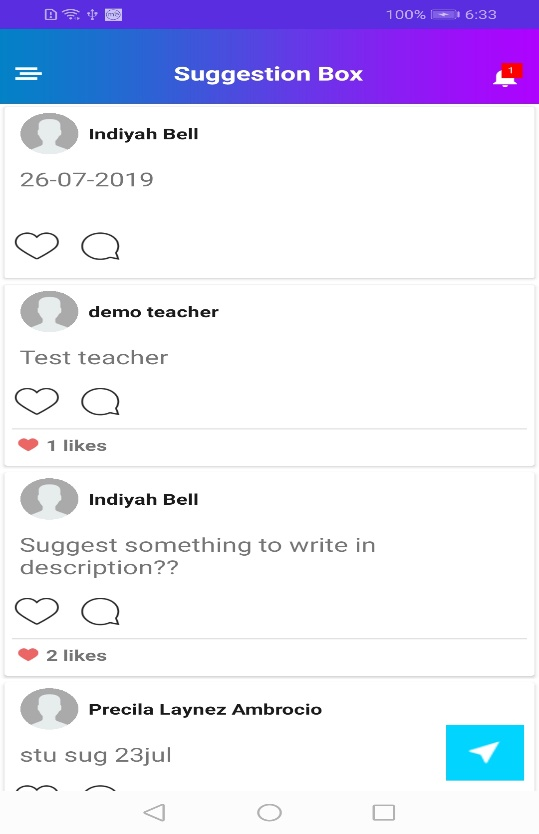 100% 6:33
Suggestion Box
1
Indiyah Bell
26-07-2019
demo teacher
Test teacher
1 likes
Indiyah Bell
Suggest something to write in
description??
2 likes
Precila Laynez Ambrocio
stu sug 23jul